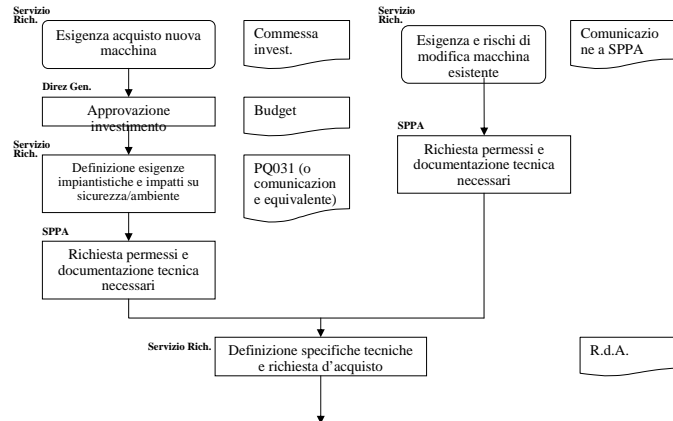 Servizio
Rich.
Esigenza acquisto nuova
macchina
Commessa
invest.
Servizio
Rich.
Esigenza e rischi di
modifica macchina
esistente
Comunicazio
ne a SPPA
Direz Gen.
Approvazione
investimento
Budget
Servizio
Rich.
Definizione esigenze
impiantistiche e impatti su
sicurezza/ambiente
PQ031 (o
comunicazion
e equivalente)
SPPA
Richiesta permessi e
documentazione tecnica
necessari
SPPA
Richiesta permessi e
documentazione tecnica
necessari
Servizio Rich.
Definizione specifiche tecniche
e richiesta d'acquisto
R.d.A.